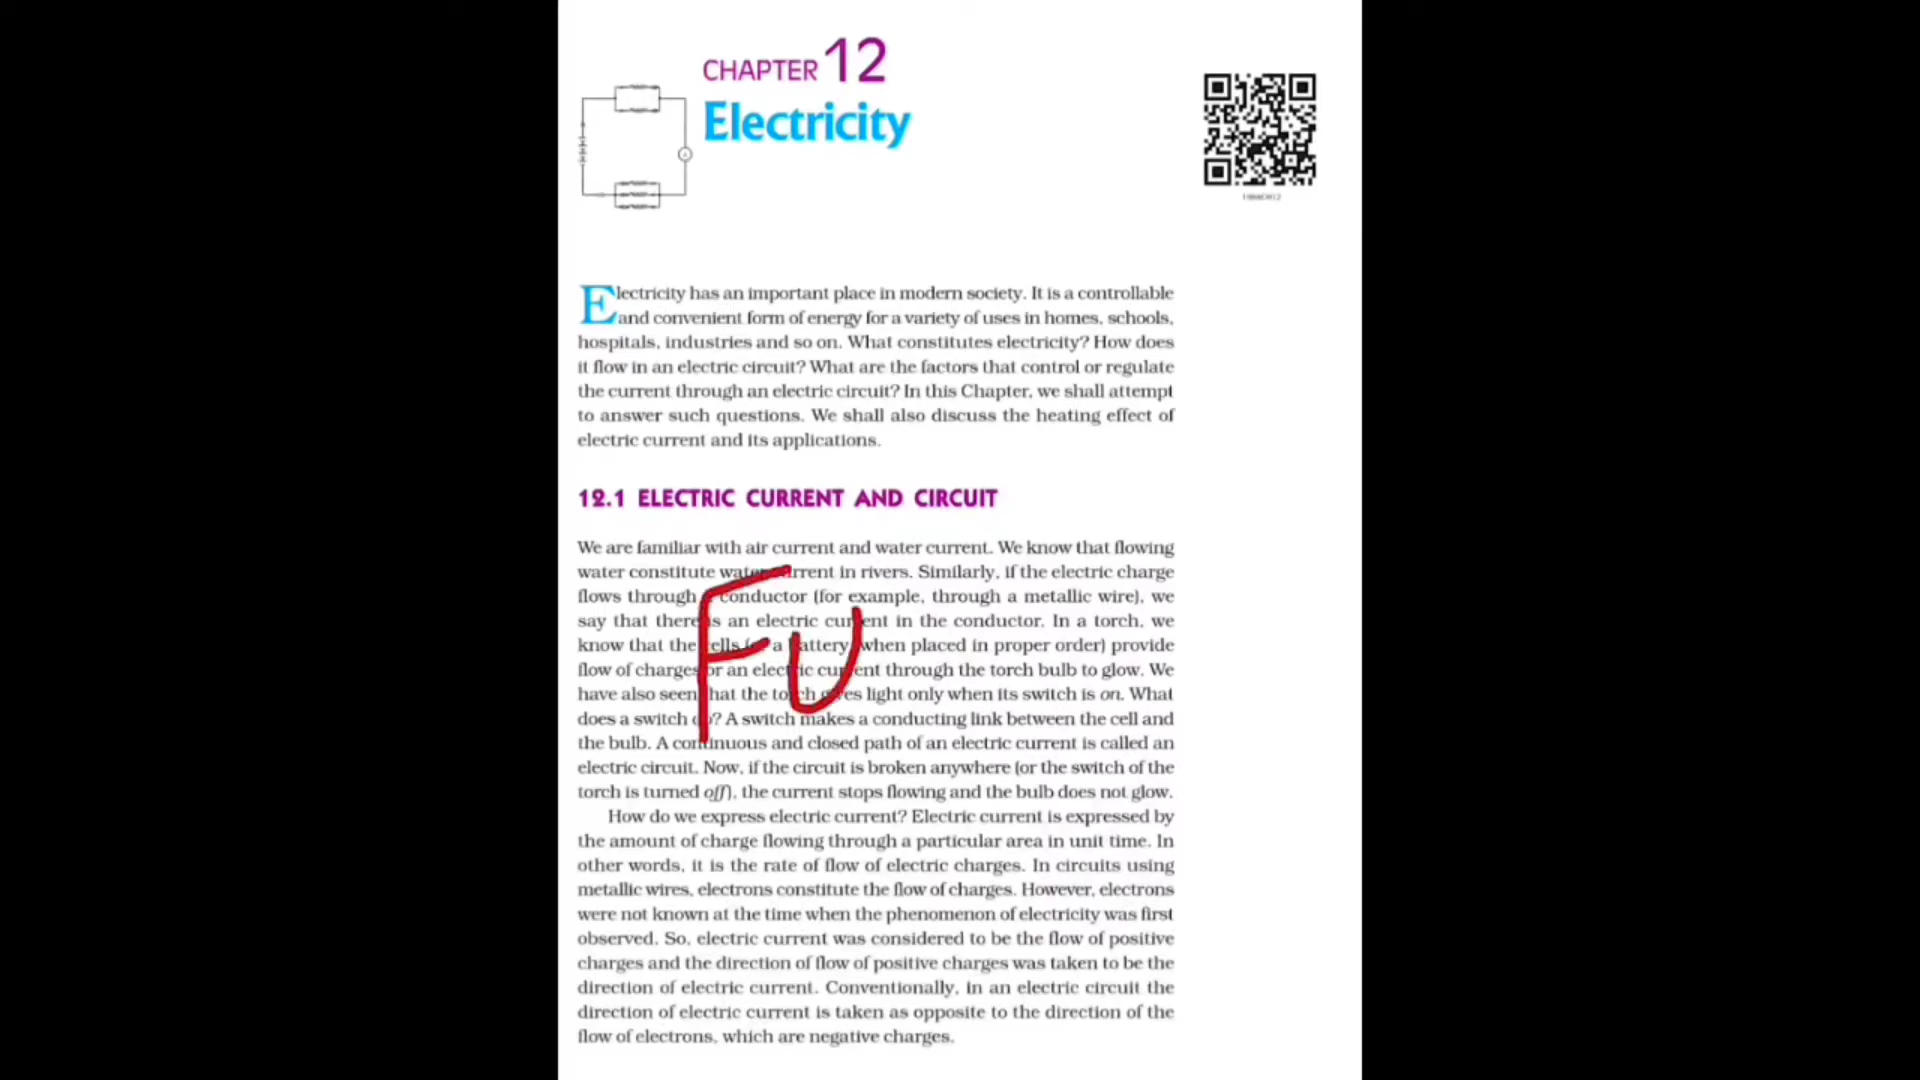 CHAPTER 12
Electricity
Electricity has an important place in modern society. It is a controllable
and convenient form of energy for a variety of uses in homes, schools,
hospitals, industries and so on. What constitutes electricity? How does
it flow in an electric circuit? What are the factors that control or regulate
the current through an electric circuit? In this Chapter, we shall attempt
to answer such questions. We shall also discuss the heating effect of
electric current and its applications.
12.1 ELECTRIC CURRENT AND CIRCUIT
We are familiar with air current and water current. We know that flowing
water constitute water current in rivers. Similarly, if the electric charge
flows through a conductor (for example, through a metallic wire), we
say that there is an electric current in the conductor. In a torch, we
know that the cells (or a battery, when placed in proper order) provide
flow of charges or an electric current through the torch bulb to glow. We
have also seen that the torch gives light only when its switch is on. What
does a switch do? A switch makes a conducting link between the cell and
the bulb. A continuous and closed path of an electric current is called an
electric circuit. Now, if the circuit is broken anywhere (or the switch of the
torch is turned off), the current stops flowing and the bulb does not glow.
How do we express electric current? Electric current is expressed by
the amount of charge flowing through a particular area in unit time. In
other words, it is the rate of flow of electric charges. In circuits using
metallic wires, electrons constitute the flow of charges. However, electrons
were not known at the time when the phenomenon of electricity was first
observed. So, electric current was considered to be the flow of positive
charges and the direction of flow of positive charges was taken to be the
direction of electric current. Conventionally, in an electric circuit the
direction of electric current is taken as opposite to the direction of the
flow of electrons, which are negative charges.
FU